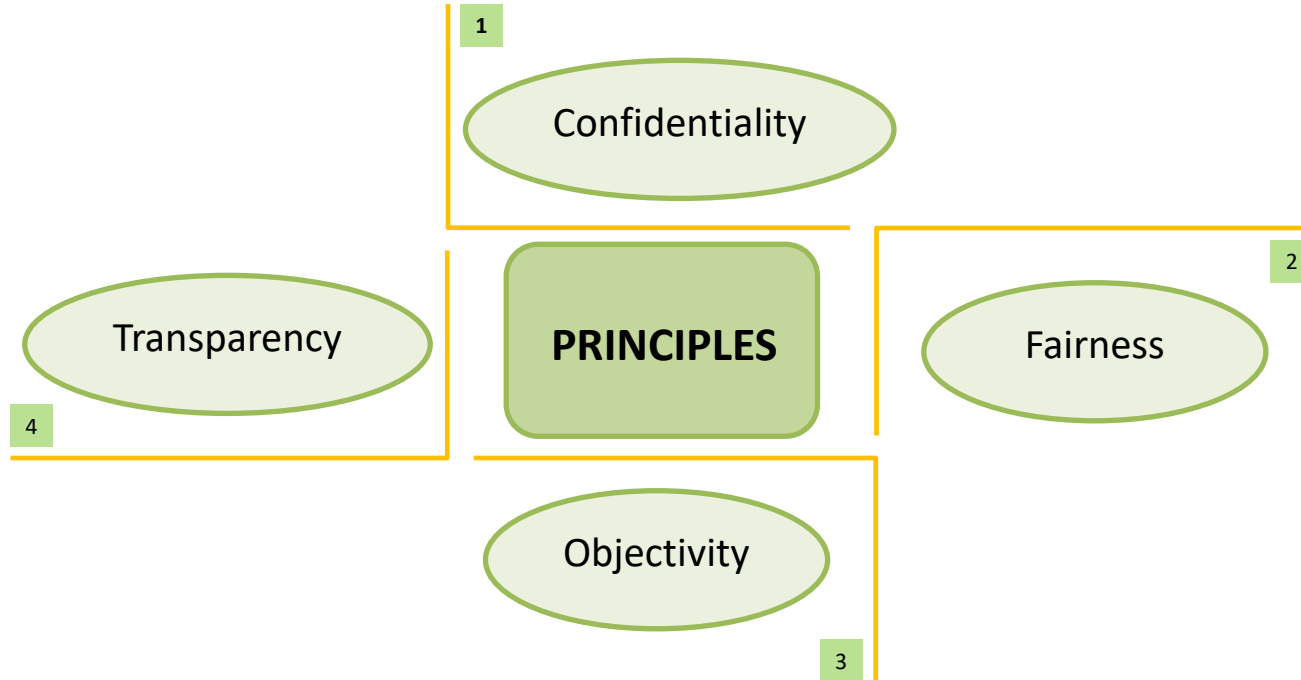 1
Confidentiality
2
Fairness
PRINCIPLES
Transparency
4
Objectivity
3